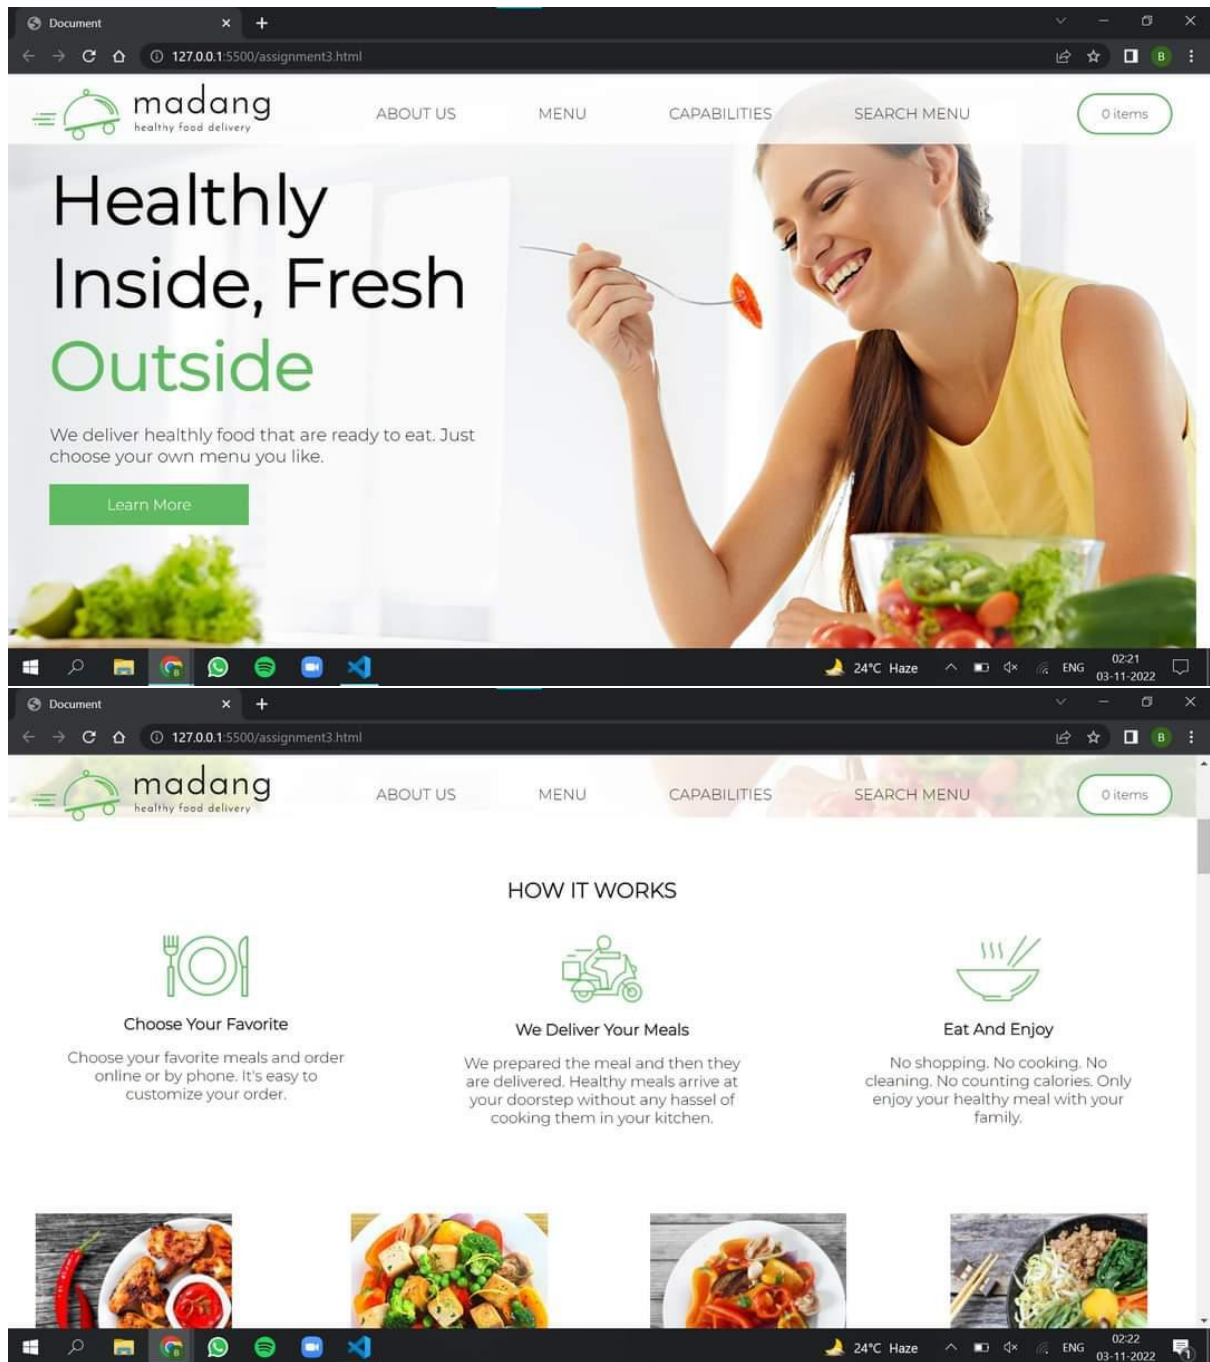 Document
127.0.0.1:5500/assignment3.html
B
madang
healthy food delivery
ABOUT US
MENU
CAPABILITIES
SEARCH MENU
0 items
Healthly
Inside, Fresh
Outside
We deliver healthly food that are ready to eat. Just
choose your own menu you like.
Learn More
24°C Haze
ENG
02:21
03-11-2022
Document
127.0.0.1:5500/assignment3.html
B
madang
healthy food delivery
ABOUT US
MENU
CAPABILITIES
SEARCH MENU
0 items
HOW IT WORKS
Choose Your Favorite
Choose your favorite meals and order
online or by phone. It's easy to
customize your order.
We Deliver Your Meals
We prepared the meal and then they
are delivered. Healthy meals arrive at
your doorstep without any hassel of
cooking them in your kitchen.
Eat And Enjoy
No shopping. No cooking. No
cleaning. No counting calories. Only
enjoy your healthy meal with your
family.
24°C Haze
ENG
02:22
03-11-2022
1